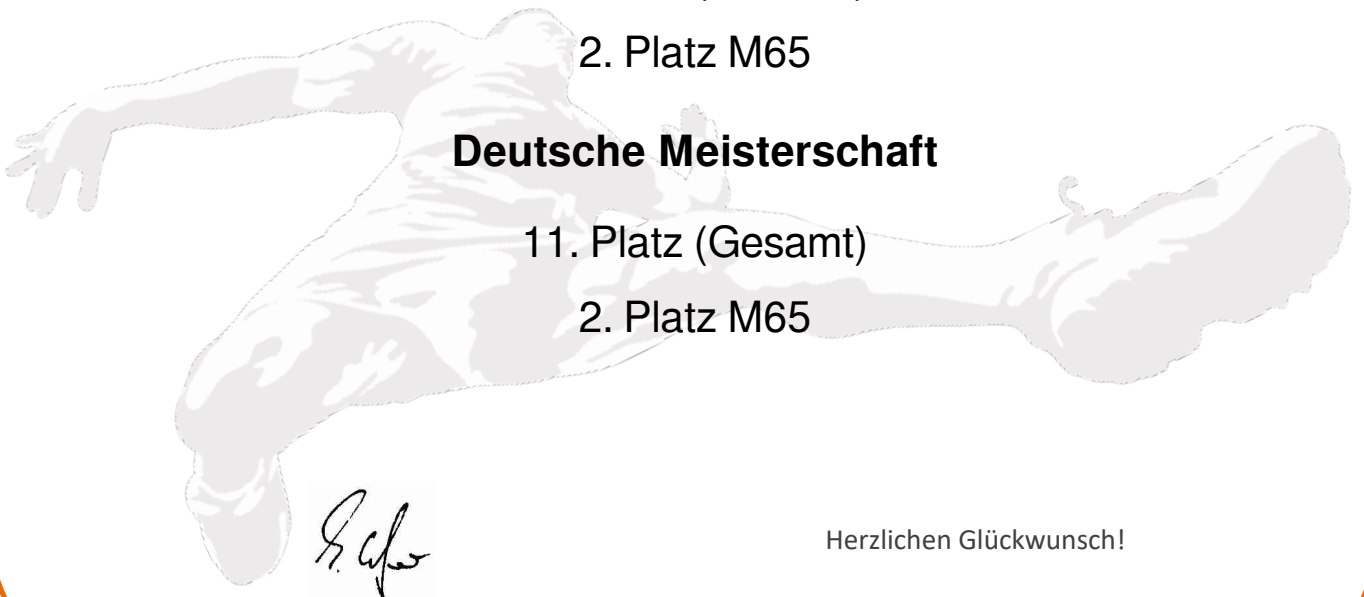 2. Platz M65
Deutsche Meisterschaft
11. Platz (Gesamt)
2. Platz M65
Herzlichen Glückwunsch!